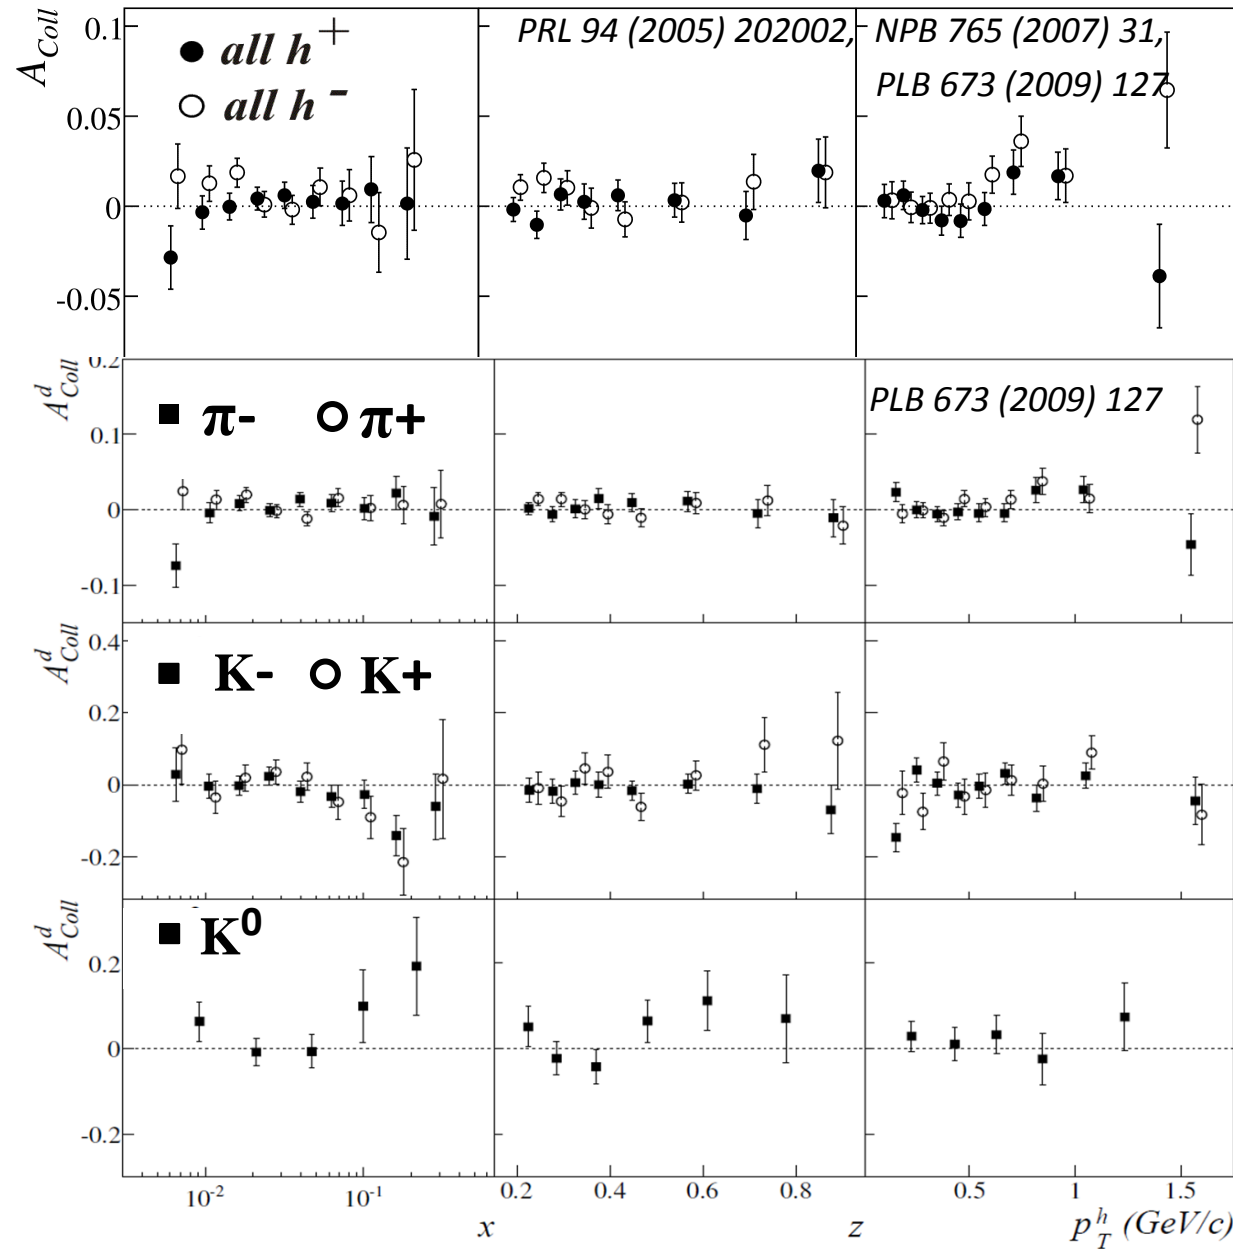 A_Coll
0.1
0.05
0
-0.05
all h⁺
all h⁻
PRL 94 (2005) 202002, NPB 765 (2007) 31,
PLB 673 (2009) 127
A^d_Coll
0.2
0.1
0
-0.1
π- π+
PLB 673 (2009) 127
A^d_Coll
0.4
0.2
0
-0.2
K- K+
A^d_Coll
0.2
0
-0.2
K⁰
10⁻² 10⁻¹ 0.2 0.4 0.6 0.8 0.5 1 1.5
x z p_T^h (GeV/c)